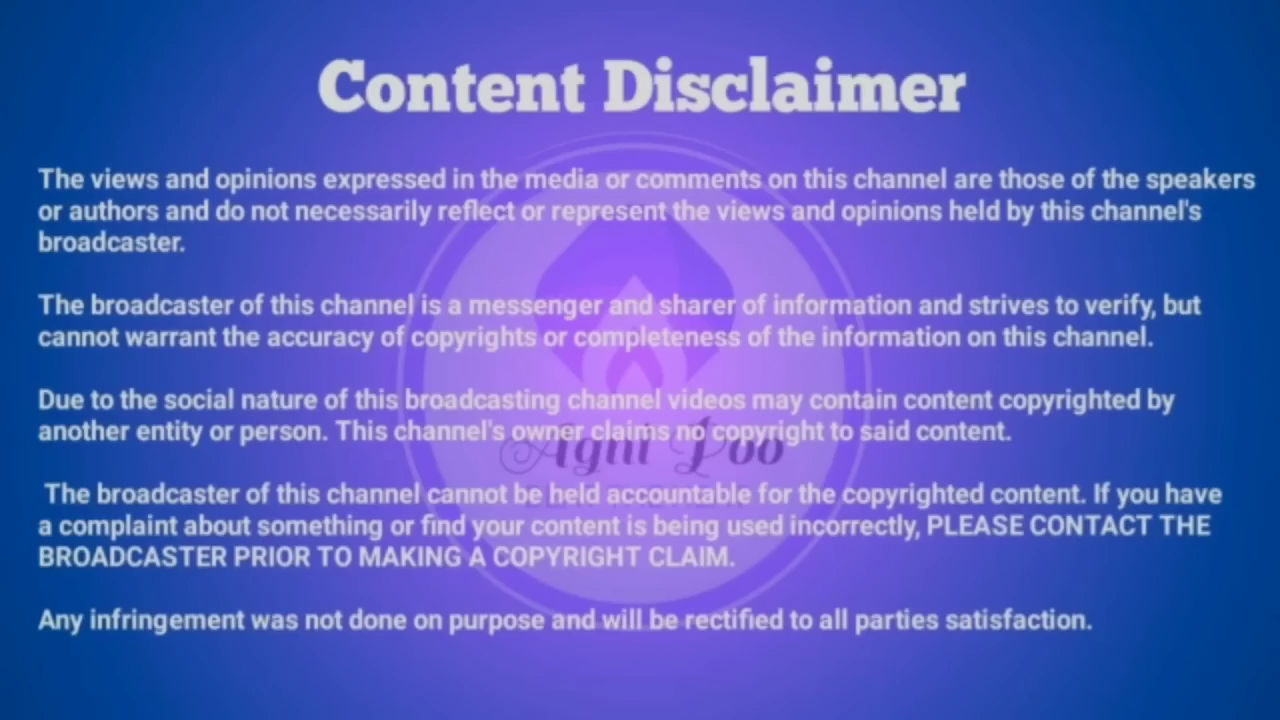 Content Disclaimer
The views and opinions expressed in the media or comments on this channel are those of the speakers
or authors and do not necessarily reflect or represent the views and opinions held by this channel's
broadcaster.
The broadcaster of this channel is a messenger and sharer of information and strives to verify, but
cannot warrant the accuracy of copyrights or completeness of the information on this channel.
Due to the social nature of this broadcasting channel videos may contain content copyrighted by
another entity or person. This channel's owner claims no copyright to said content.
Agni Poo
The broadcaster of this channel cannot be held accountable for the copyrighted content. If you have
a complaint about something or find your content is being used incorrectly, PLEASE CONTACT THE
BROADCASTER PRIOR TO MAKING A COPYRIGHT CLAIM.
Any infringement was not done on purpose and will be rectified to all parties satisfaction.